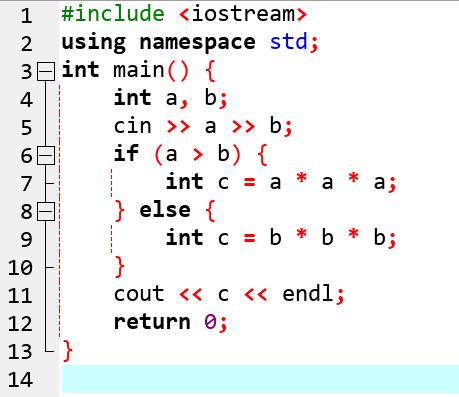 1 #include <iostream>
2 using namespace std;
3 int main() {
4 int a, b;
5 cin >> a >> b;
6 if (a > b) {
7 int c = a * a * a;
8 } else {
9 int c = b * b * b;
10 }
11 cout << c << endl;
12 return 0;
13 }
14